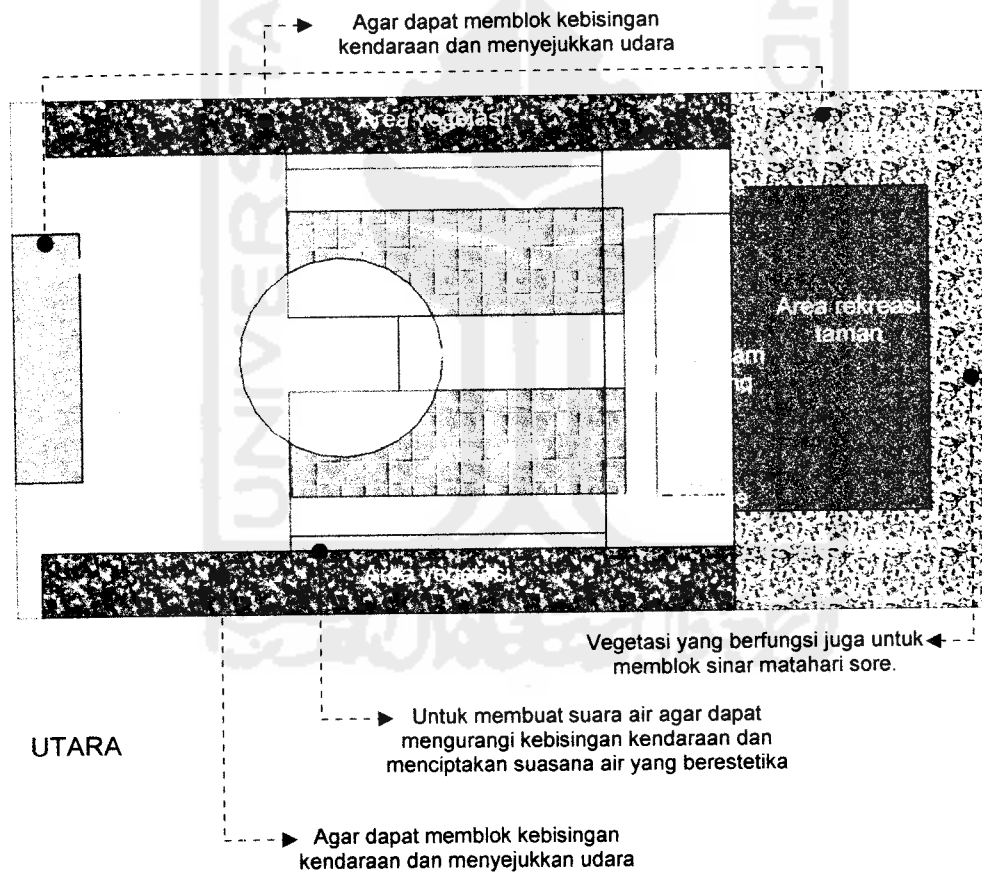 Agar dapat memblok kebisingan
kendaraan dan menyejukkan udara
Area vegetasi
Area rekreasi
taman
Area vegetasi
Vegetasi yang berfungsi juga untuk
memblok sinar matahari sore.
Untuk membuat suara air agar dapat
mengurangi kebisingan kendaraan dan
menciptakan suasana air yang berestetika
UTARA
Agar dapat memblok kebisingan
kendaraan dan menyejukkan udara